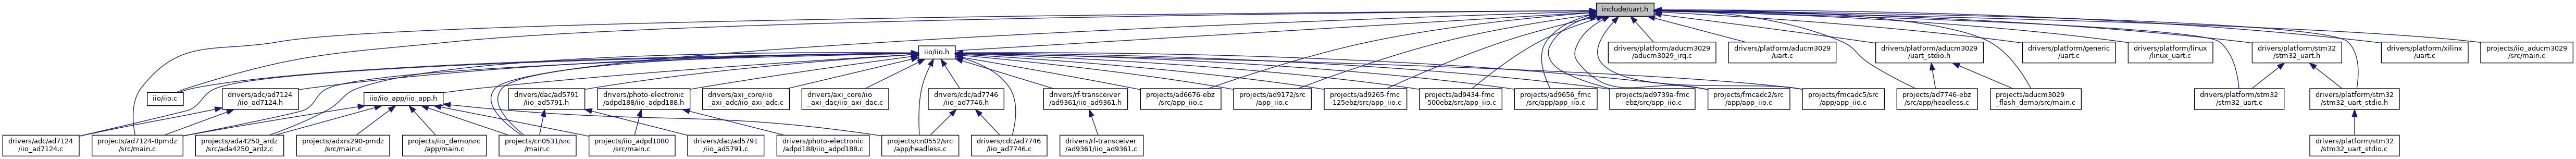 include/uart.h
iio/iio.h
drivers/platform/aducm3029
/aducm3029_irq.c
drivers/platform/aducm3029
/uart.c
drivers/platform/aducm3029
/uart_stdio.h
drivers/platform/generic
/uart.c
drivers/platform/linux
/linux_uart.c
drivers/platform/stm32
/stm32_uart.h
drivers/platform/xilinx
/uart.c
projects/iio_aducm3029
/src/main.c
iio/iio.c
drivers/adc/ad7124
/iio_ad7124.h
iio/iio_app/iio_app.h
drivers/dac/ad5791
/iio_ad5791.h
drivers/photo-electronic
/adpd188/iio_adpd188.h
drivers/axi_core/iio
_axi_adc/iio_axi_adc.c
drivers/axi_core/iio
_axi_dac/iio_axi_dac.c
drivers/cdc/ad7746
/iio_ad7746.h
drivers/rf-transceiver
/ad9361/iio_ad9361.h
projects/ad6676-ebz
/src/app_iio.c
projects/ad9172/src
/app_iio.c
projects/ad9265-fmc
-125ebz/src/app_iio.c
projects/ad9434-fmc
-500ebz/src/app_iio.c
projects/ad9656_fmc
/src/app/app_iio.c
projects/ad9739a-fmc
-ebz/src/app_iio.c
projects/fmcadc2/src
/app/app_iio.c
projects/fmcadc5/src
/app/app_iio.c
projects/ad7746-ebz
/src/app/headless.c
projects/aducm3029
_flash_demo/src/main.c
drivers/platform/stm32
/stm32_uart.c
drivers/platform/stm32
/stm32_uart_stdio.h
drivers/adc/ad7124
/iio_ad7124.c
projects/ad7124-8pmdz
/src/main.c
projects/ada4250_ardz
/src/ada4250_ardz.c
projects/adxrs290-pmdz
/src/main.c
projects/iio_demo/src
/app/main.c
projects/cn0531/src
/main.c
projects/iio_adpd1080
/src/main.c
drivers/dac/ad5791
/iio_ad5791.c
drivers/photo-electronic
/adpd188/iio_adpd188.c
projects/cn0552/src
/app/headless.c
drivers/cdc/ad7746
/iio_ad7746.c
drivers/rf-transceiver
/ad9361/iio_ad9361.c
drivers/platform/stm32
/stm32_uart_stdio.c